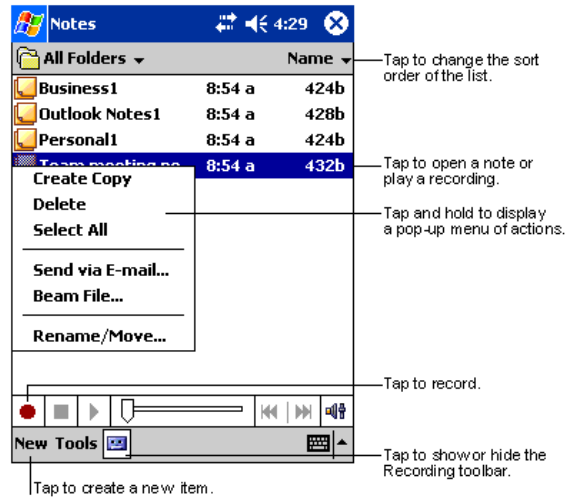 Notes 4:29
All Folders Name
Tap to change the sort
order of the list.
Business1 8:54 a 424b
Outlook Notes1 8:54 a 428b
Personal1 8:54 a 424b
Team meeting no 8:54 a 432b
Tap to open a note or
play a recording.
Create Copy
Delete
Select All
Tap and hold to display
a pop-up menu of actions.
Send via E-mail...
Beam File...
Rename/Move...
Tap to record.
New Tools
Tap to show or hide the
Recording toolbar.
Tap to create a new item.